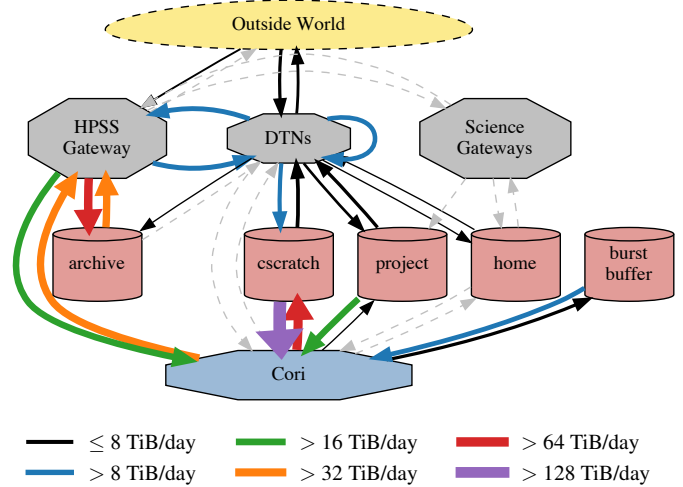 Outside World
HPSS
Gateway
DTNs
Science
Gateways
archive
cscratch
project
home
burst
buffer
Cori
≤ 8 TiB/day
> 16 TiB/day
> 64 TiB/day
> 8 TiB/day
> 32 TiB/day
> 128 TiB/day